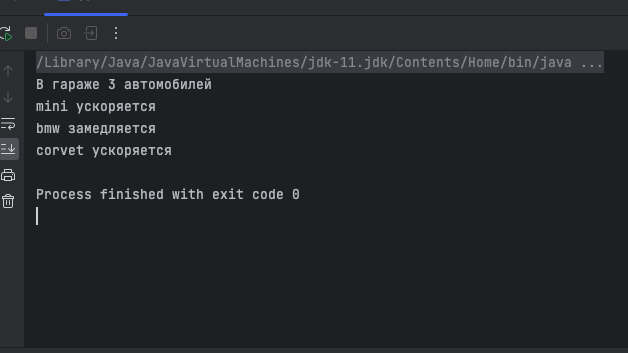 /Library/Java/JavaVirtualMachines/jdk-11.jdk/Contents/Home/bin/java ...
В гараже 3 автомобилей
mini ускоряется
bmw замедляется
corvet ускоряется
Process finished with exit code 0